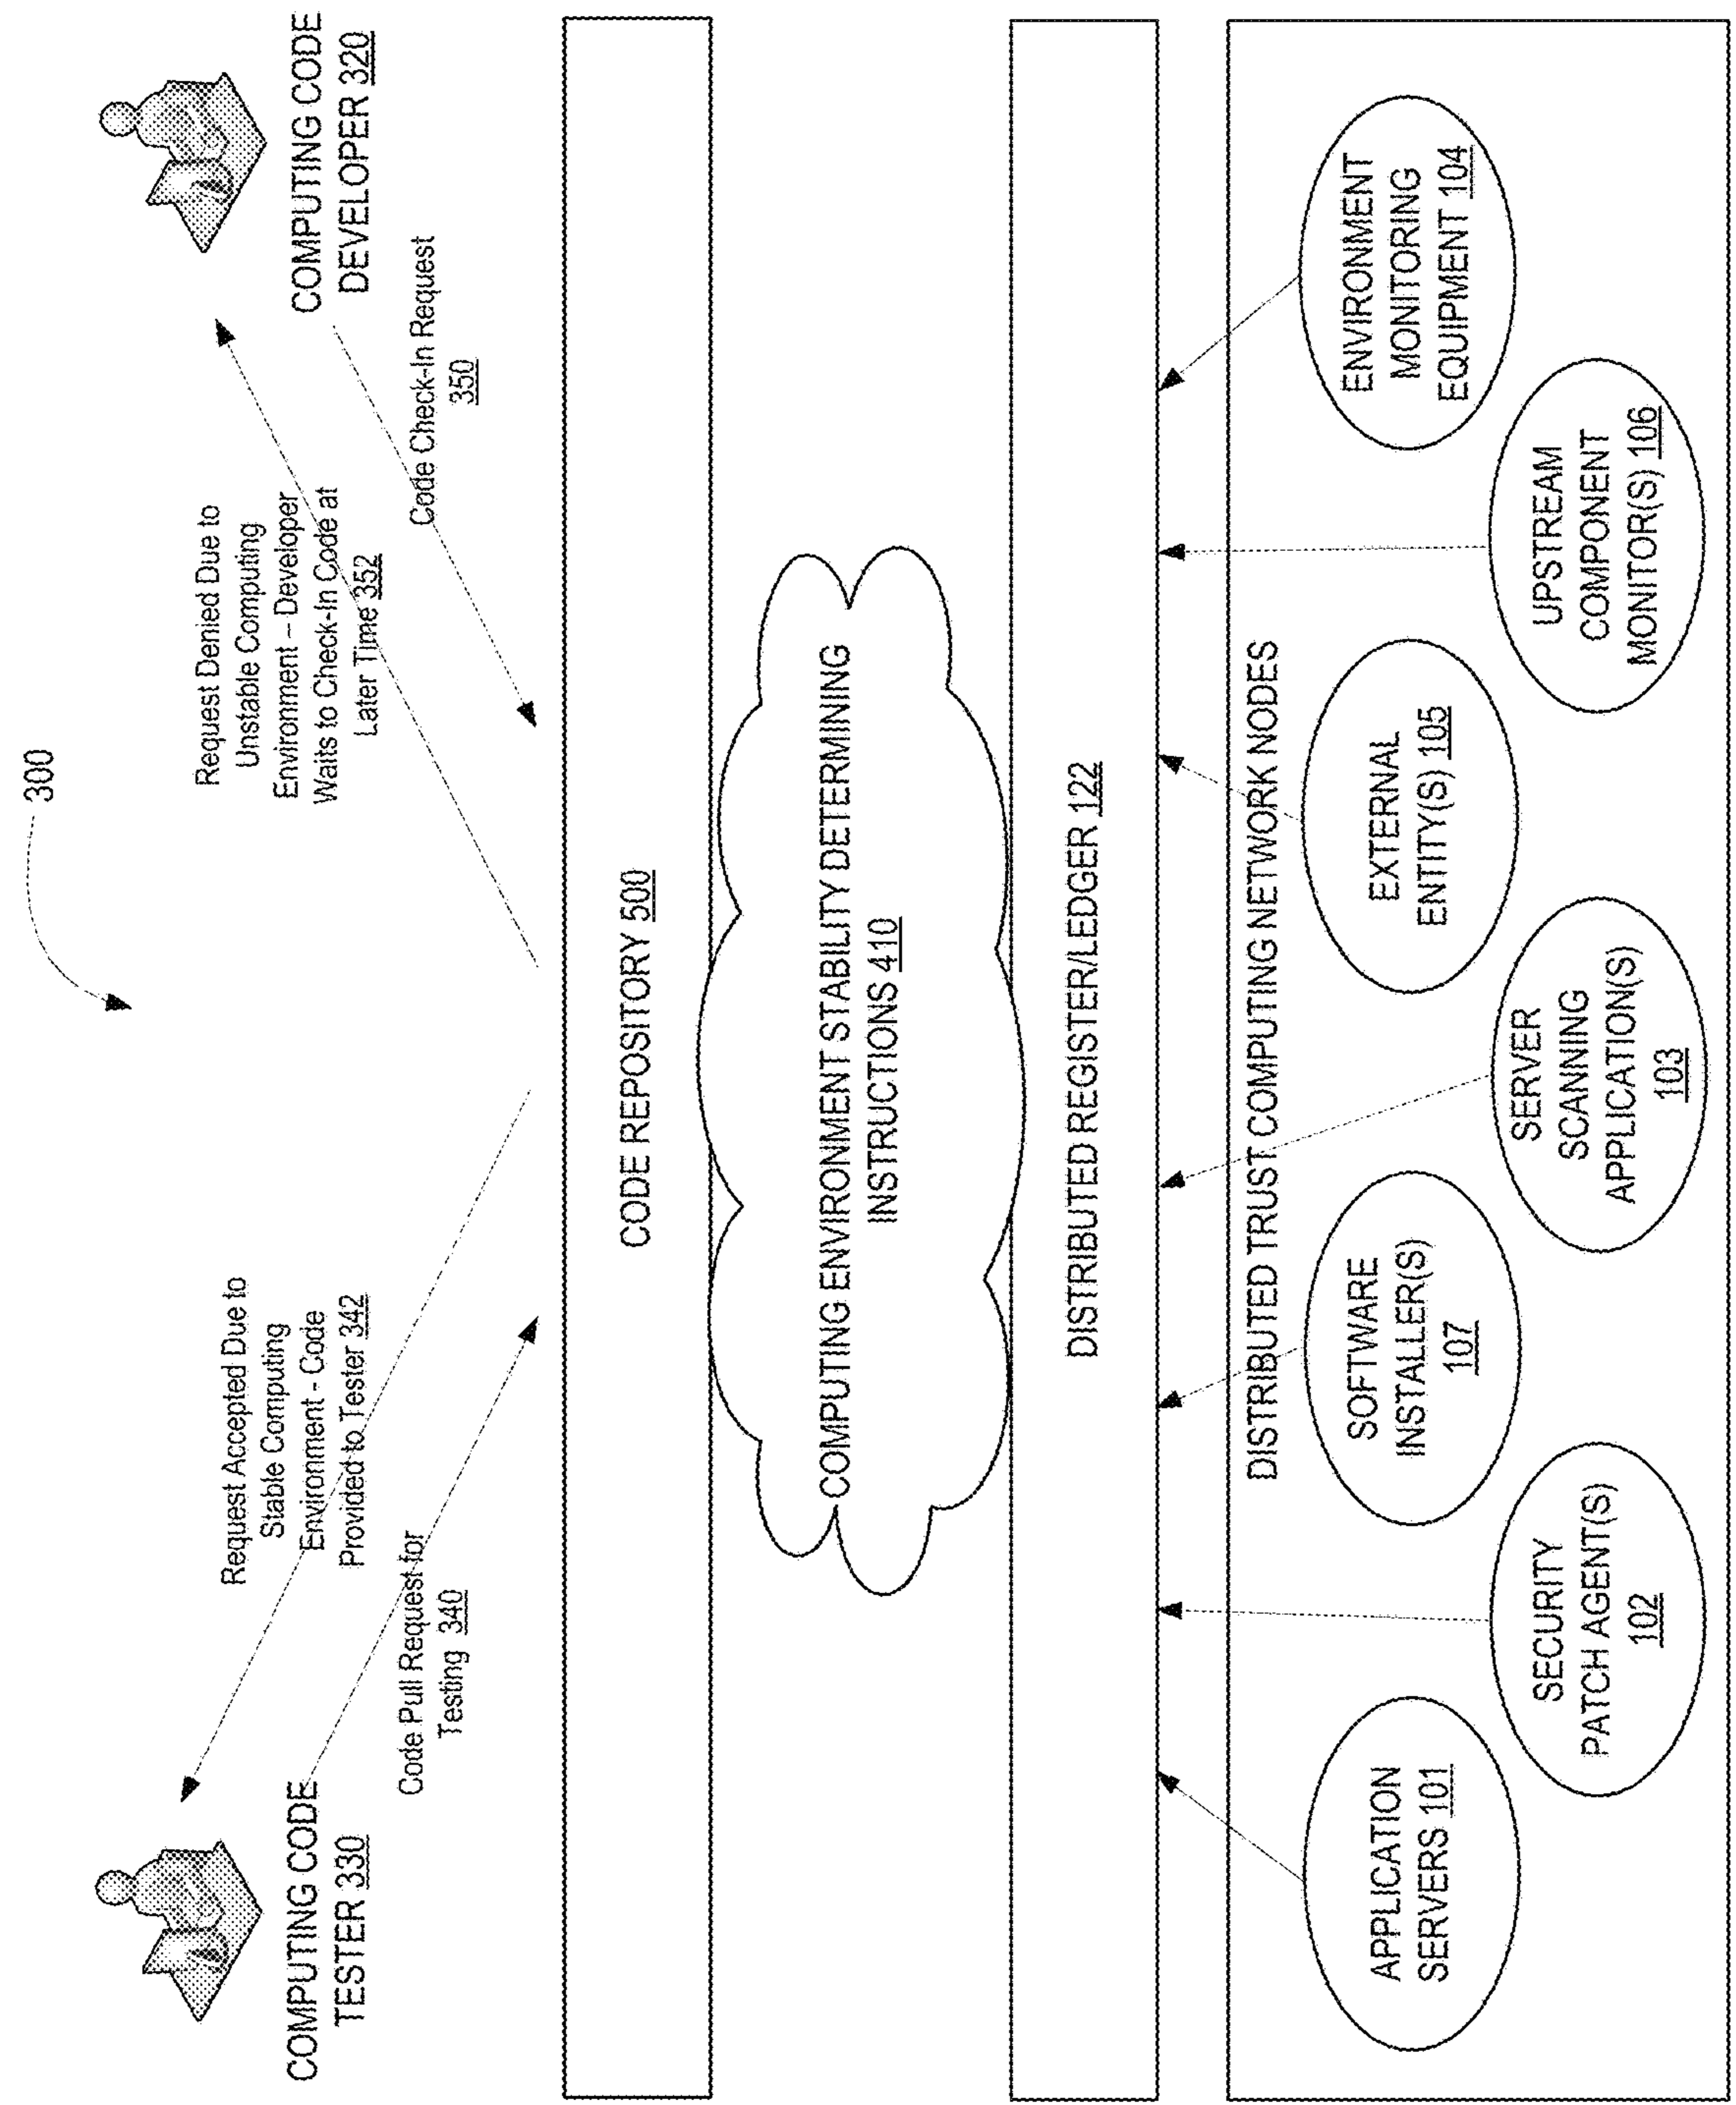 300
COMPUTING CODE
TESTER 330
Request Accepted Due to
Stable Computing
Environment - Code
Provided to Tester 342
Code Pull Request for
Testing 340
Request Denied Due to
Unstable Computing
Environment – Developer
Waits to Check-In Code at
Later Time 352
COMPUTING CODE
DEVELOPER 320
Code Check-In Request
350
CODE REPOSITORY 500
COMPUTING ENVIRONMENT STABILITY DETERMINING
INSTRUCTIONS 410
DISTRIBUTED REGISTER/LEDGER 122
DISTRIBUTED TRUST COMPUTING NETWORK NODES
APPLICATION
SERVERS 101
SECURITY
PATCH AGENT(S)
102
SOFTWARE
INSTALLER(S)
107
SERVER
SCANNING
APPLICATION(S)
103
EXTERNAL
ENTITY(S) 105
UPSTREAM
COMPONENT
MONITOR(S) 106
ENVIRONMENT
MONITORING
EQUIPMENT 104